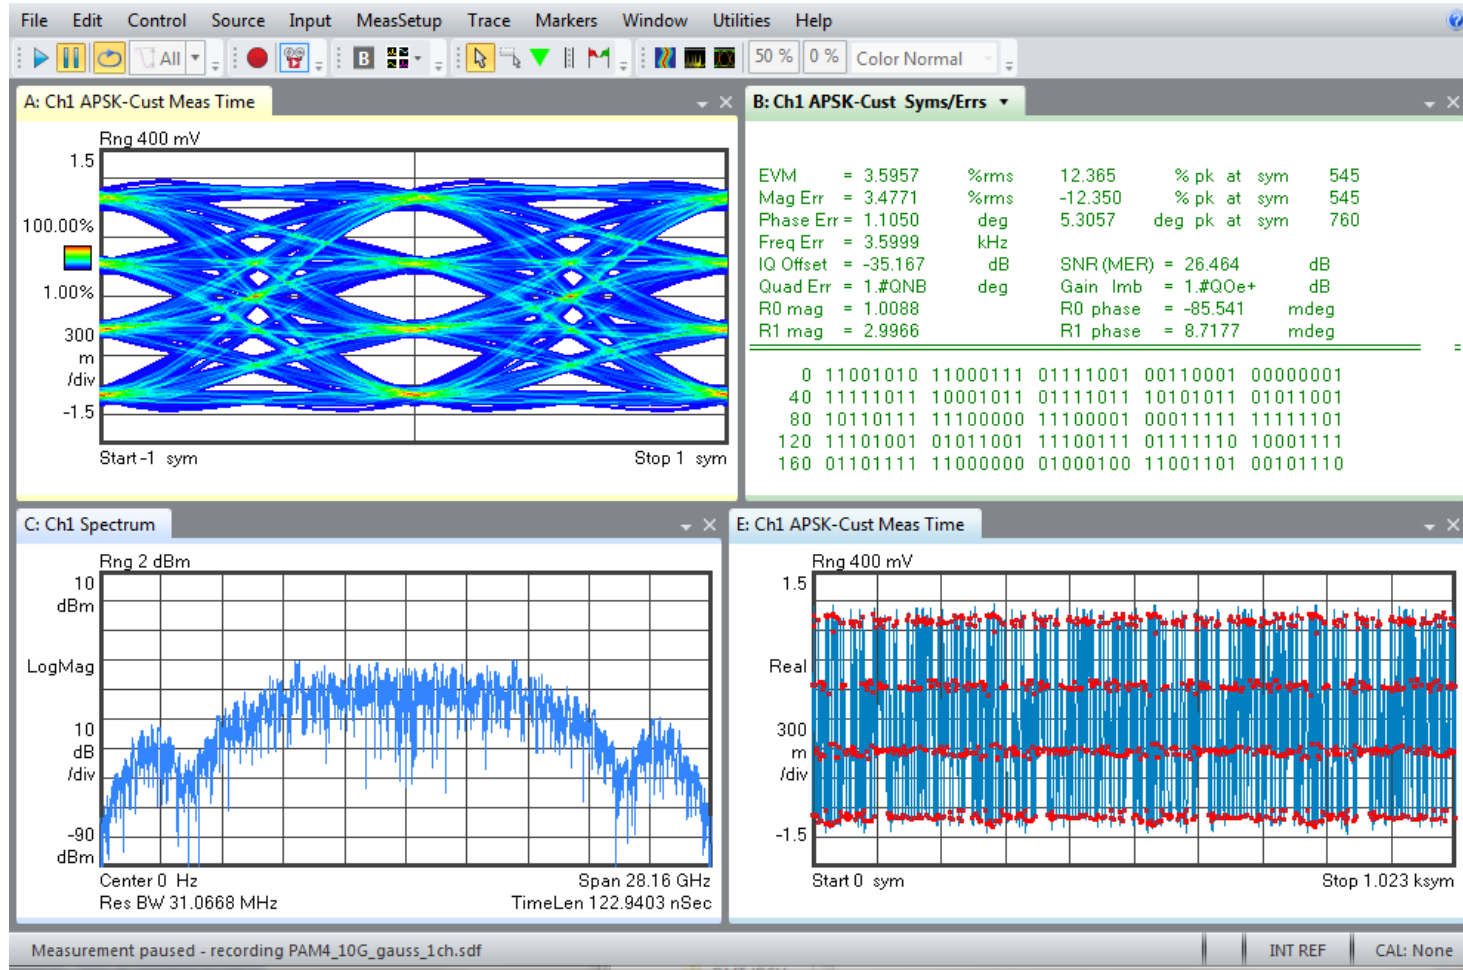 File Edit Control Source Input MeasSetup Trace Markers Window Utilities Help
All B 50 % 0 % Color Normal
A: Ch1 APSK-Cust Meas Time
Rng 400 mV
1.5
100.00%
1.00%
300
m
/div
-1.5
Start -1 sym Stop 1 sym
B: Ch1 APSK-Cust Syms/Errs
EVM = 3.5957 %rms 12.365 % pk at sym 545
Mag Err = 3.4771 %rms -12.350 % pk at sym 545
Phase Err = 1.1050 deg 5.3057 deg pk at sym 760
Freq Err = 3.5999 kHz
IQ Offset = -35.167 dB SNR(MER) = 26.464 dB
Quad Err = 1.#QNB deg Gain Imb = 1.#QOe+ dB
R0 mag = 1.0088 R0 phase = -85.541 mdeg
R1 mag = 2.9966 R1 phase = 8.7177 mdeg
0 11001010 11000111 01111001 00110001 00000001
40 11111011 10001011 01111011 10101011 01011001
80 10110111 11100000 11100001 00011111 11111101
120 11101001 01011001 11100111 01111110 10001111
160 01101111 11000000 01000100 11001101 00101110
C: Ch1 Spectrum
Rng 2 dBm
10
dBm
LogMag
10
dB
/div
-90
dBm
Center 0 Hz Span 28.16 GHz
Res BW 31.0668 MHz TimeLen 122.9403 nSec
E: Ch1 APSK-Cust Meas Time
Rng 400 mV
1.5
Real
300
m
/div
-1.5
Start 0 sym Stop 1.023 ksym
Measurement paused - recording PAM4_10G_gauss_1ch.sdf INT REF CAL: None